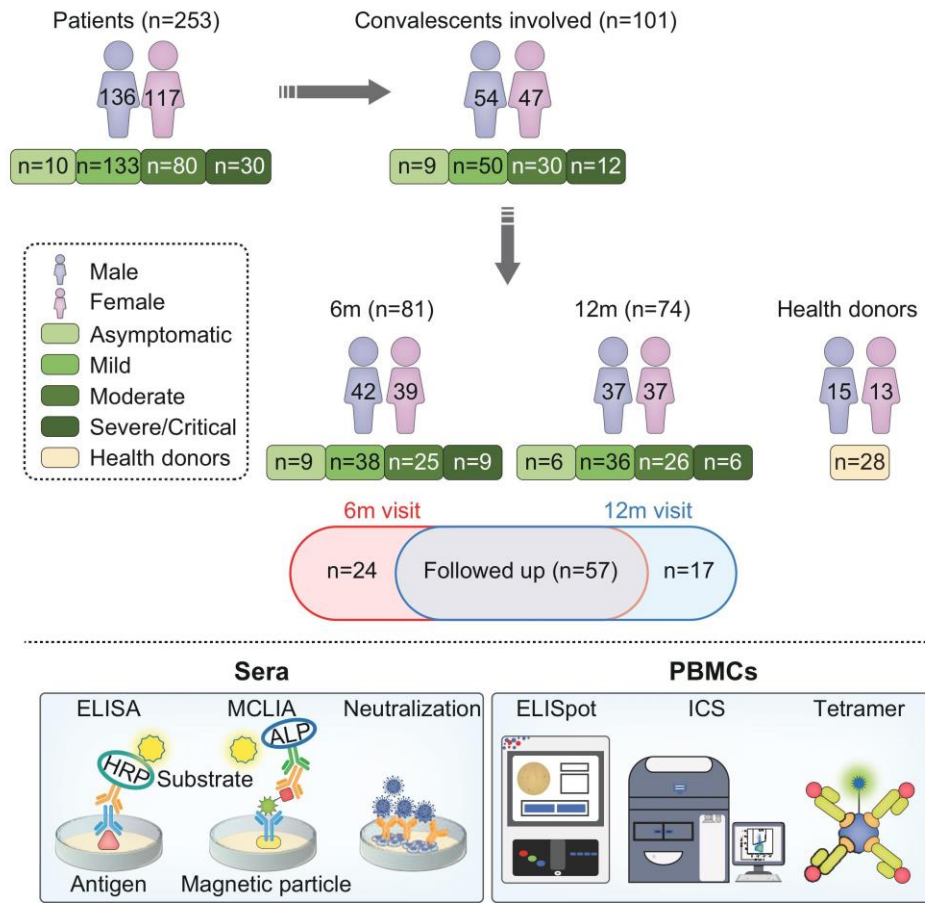 Patients (n=253)
Convalescents involved (n=101)
136 117
54 47
n=10 n=133 n=80 n=30
n=9 n=50 n=30 n=12
Male
Female
Asymptomatic
Mild
Moderate
Severe/Critical
Health donors
6m (n=81)
12m (n=74)
Health donors
42 39
37 37
15 13
n=9 n=38 n=25 n=9
n=6 n=36 n=26 n=6
n=28
6m visit
12m visit
n=24
Followed up (n=57)
n=17
Sera
ELISA
MCLIA
Neutralization
HRP
Substrate
ALP
Antigen
Magnetic particle
PBMCs
ELISpot
ICS
Tetramer